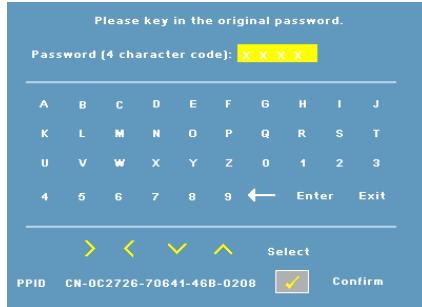 Please key in the original password.
Password (4 character code): X X X X
A B C D E F G H I J
K L M N O P Q R S T
U V W X Y Z 0 1 2 3
4 5 6 7 8 9 ← Enter Exit
Select
PPID CN-0C2726-70641-46B-0208 ✓ Confirm